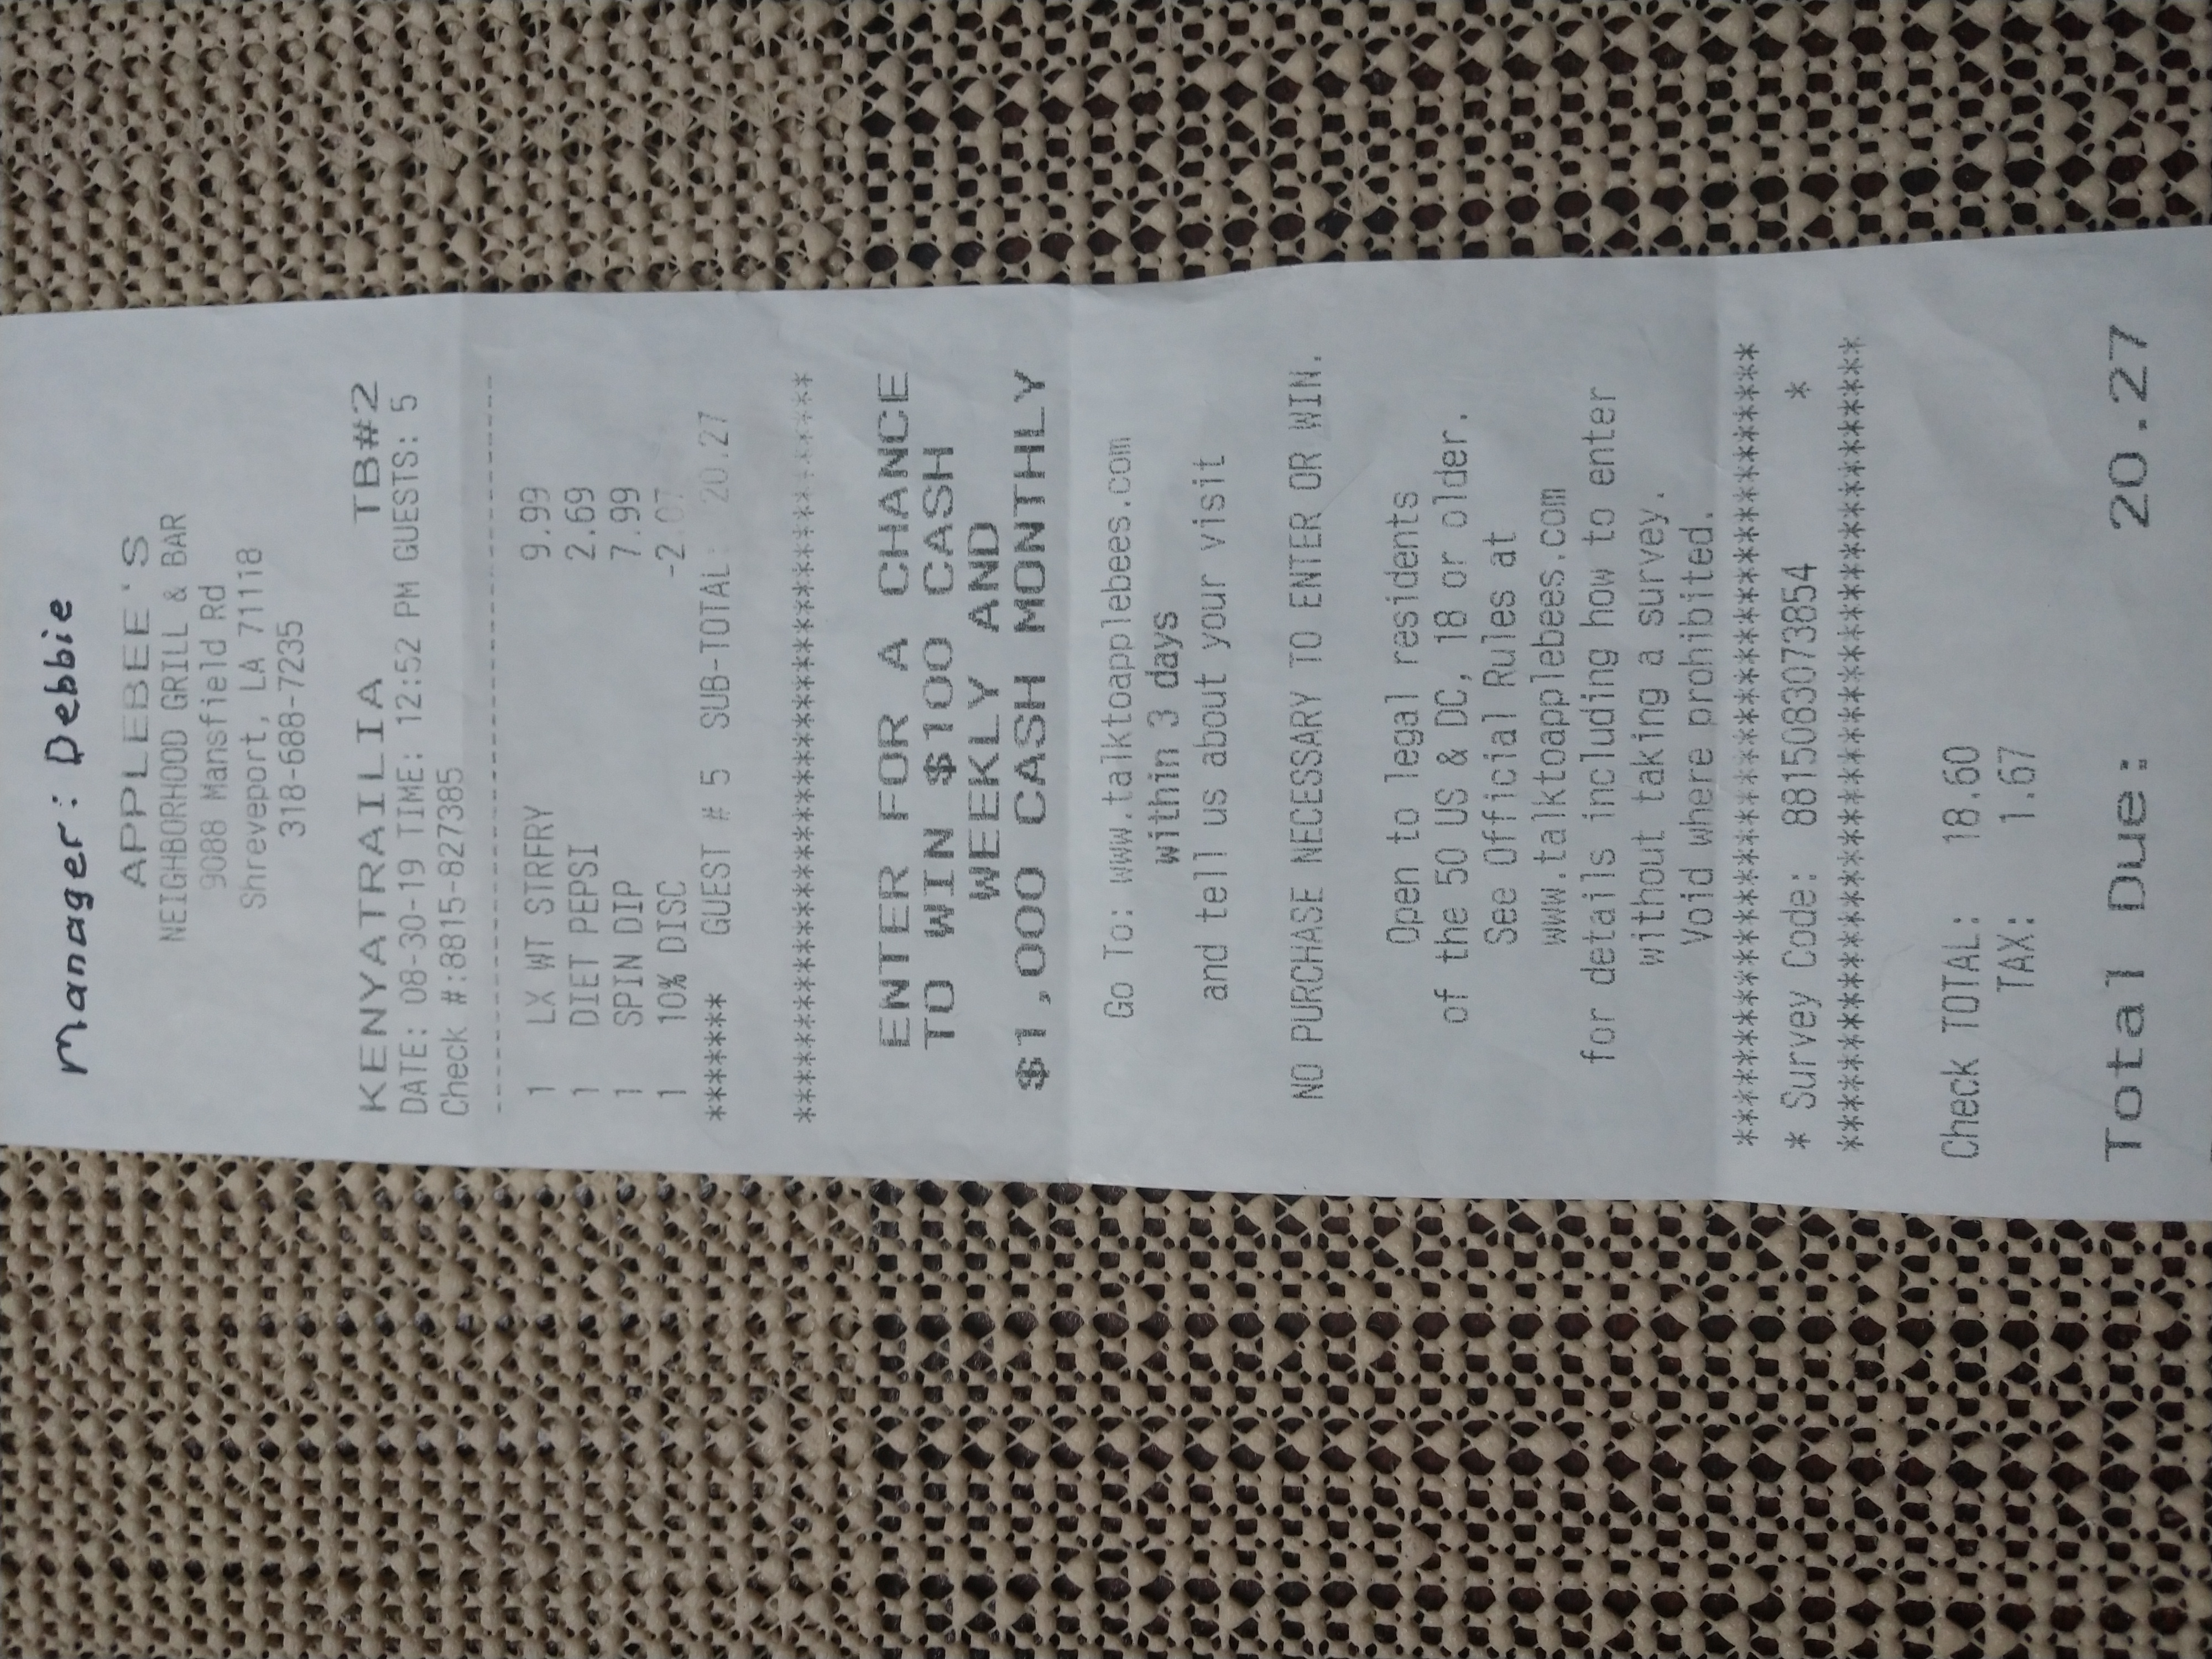 Manager: Debbie
APPLEBEE'S
NEIGHBORHOOD GRILL & BAR
9088 Mansfield Rd
Shreveport, LA 71118
318-688-7235
KENYATRAILIA TB#2
DATE: 08-30-19 TIME: 12:52 PM GUESTS: 5
Check #:8815-827385
--------------------------------
1 LX WT STRFRY 9.99
1 DIET PEPSI 2.69
1 SPIN DIP 7.99
1 10% DISC -2.07
******* GUEST # 5 SUB-TOTAL: 20.27
********************************
ENTER FOR A CHANCE
TO WIN $100 CASH
WEEKLY AND
$1,000 CASH MONTHLY
Go To: www.talktoapplebees.com
within 3 days
and tell us about your visit
NO PURCHASE NECESSARY TO ENTER OR WIN.
Open to legal residents
of the 50 US & DC, 18 or older.
See Official Rules at
www.talktoapplebees.com
for details including how to enter
without taking a survey.
Void where prohibited.
************************************
* Survey Code: 8815083073854 *
************************************
Check TOTAL: 18.60
TAX: 1.67
Total Due: 20.27